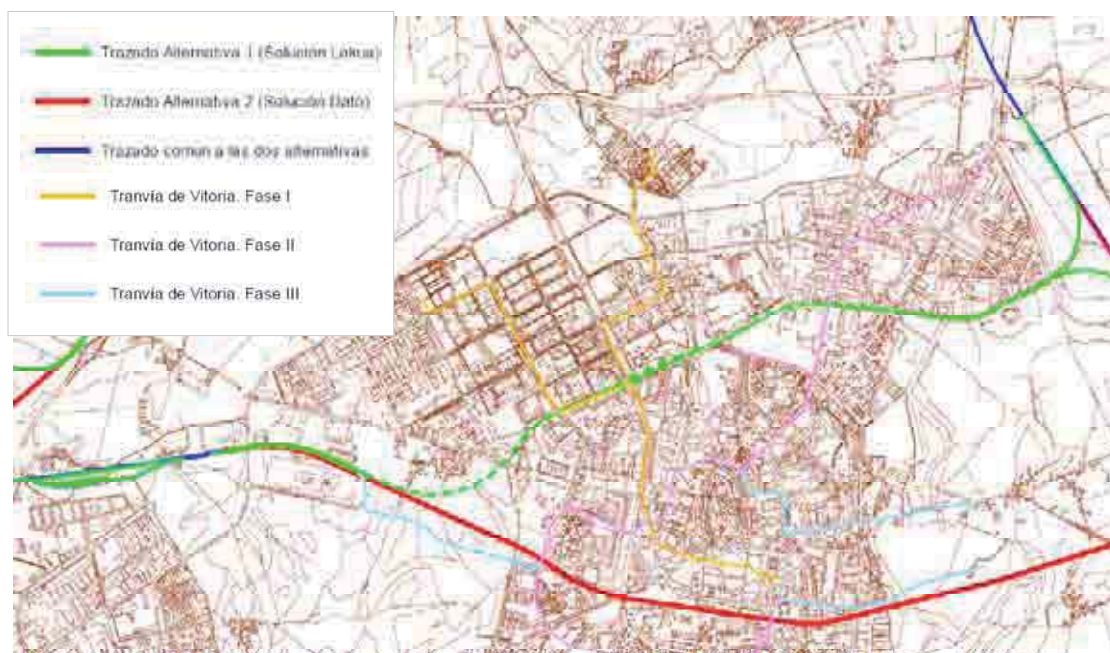 Trazado Alternativa 1 (Solución Lakua)
Trazado Alternativa 2 (Solución Dato)
Trazado común a las dos alternativas
Tranvía de Vitoria. Fase I
Tranvía de Vitoria. Fase II
Tranvía de Vitoria. Fase III